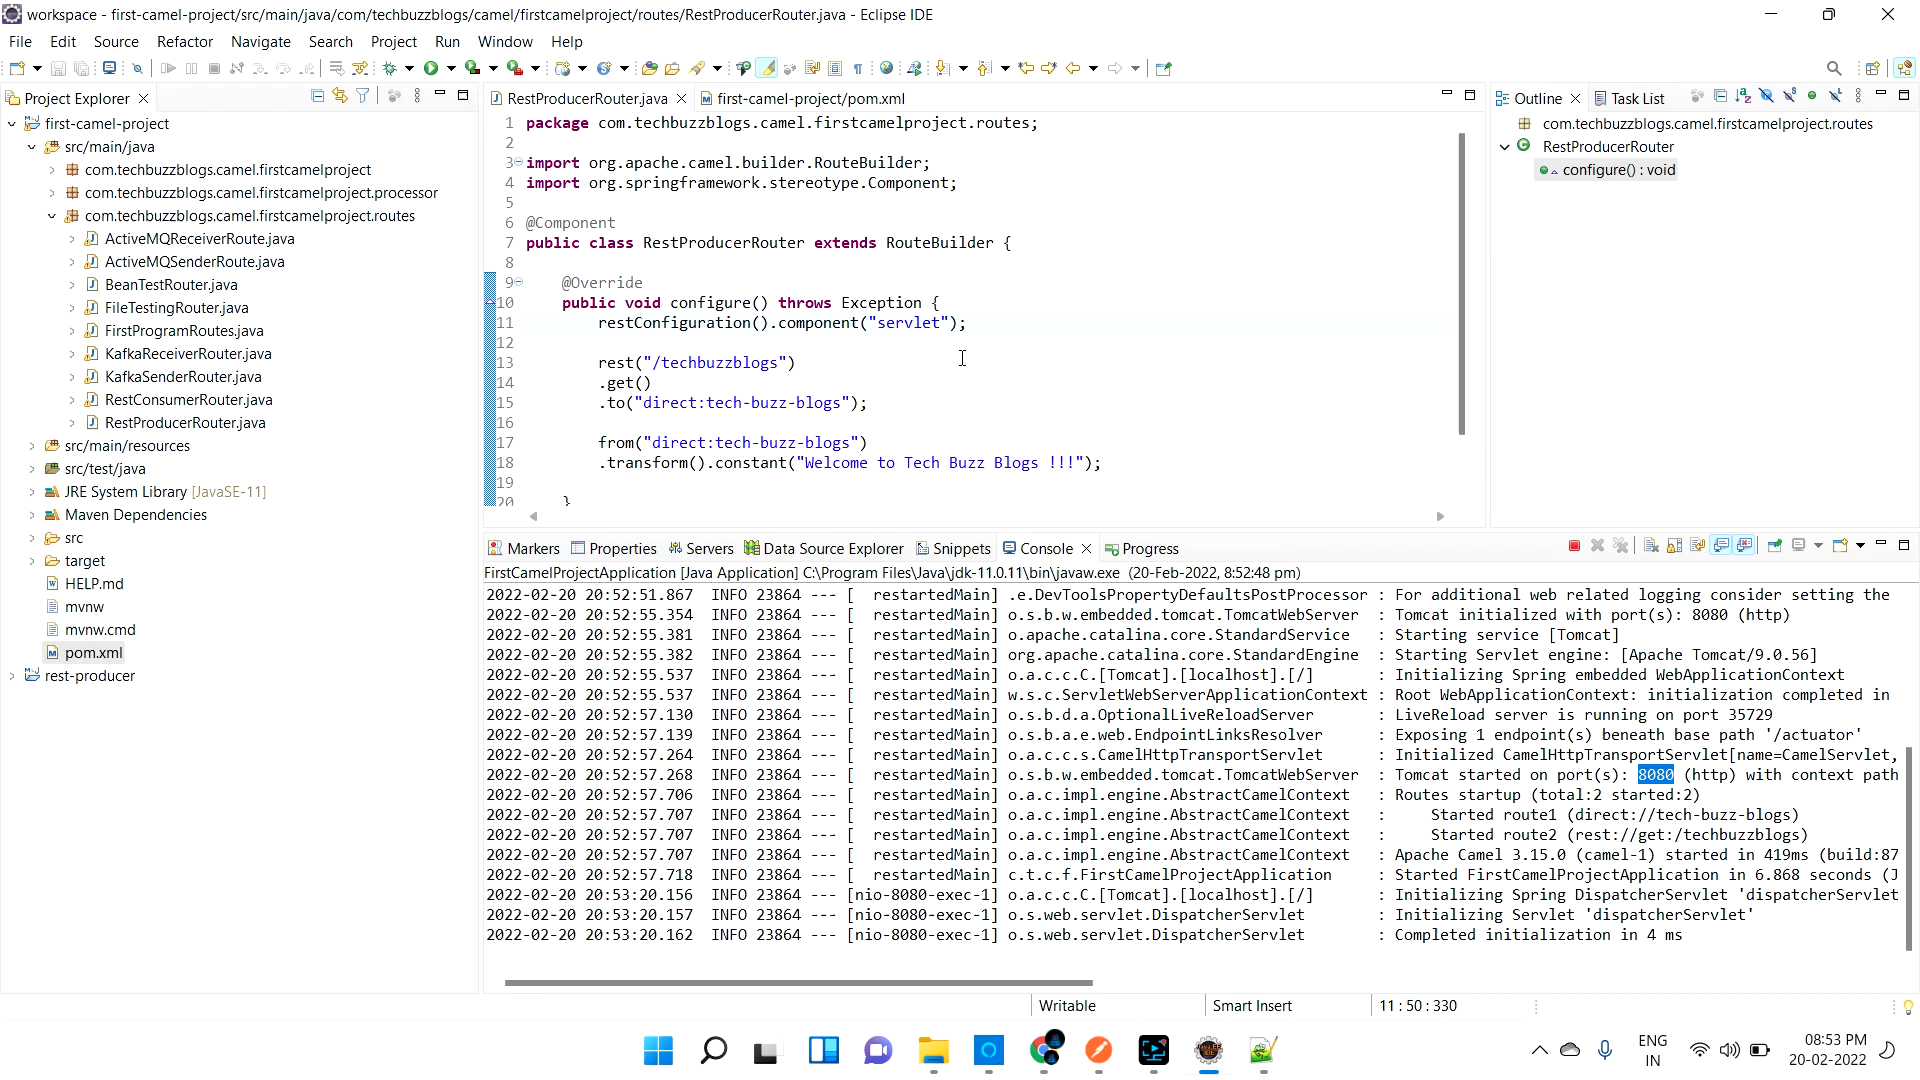 workspace - first-camel-project/src/main/java/com/techbuzzblogs/camel/firstcamelproject/routes/RestProducerRouter.java - Eclipse IDE
File Edit Source Refactor Navigate Search Project Run Window Help
Project Explorer
first-camel-project
src/main/java
com.techbuzzblogs.camel.firstcamelproject
com.techbuzzblogs.camel.firstcamelproject.processor
com.techbuzzblogs.camel.firstcamelproject.routes
ActiveMQReceiverRoute.java
ActiveMQSenderRoute.java
BeanTestRouter.java
FileTestingRouter.java
FirstProgramRoutes.java
KafkaReceiverRouter.java
KafkaSenderRouter.java
RestConsumerRouter.java
RestProducerRouter.java
src/main/resources
src/test/java
JRE System Library [JavaSE-11]
Maven Dependencies
src
target
HELP.md
mvnw
mvnw.cmd
pom.xml
rest-producer
RestProducerRouter.java first-camel-project/pom.xml
1 package com.techbuzzblogs.camel.firstcamelproject.routes;
2
3 import org.apache.camel.builder.RouteBuilder;
4 import org.springframework.stereotype.Component;
5
6 @Component
7 public class RestProducerRouter extends RouteBuilder {
8
9 @Override
10 public void configure() throws Exception {
11 restConfiguration().component("servlet");
12
13 rest("/techbuzzblogs")
14 .get()
15 .to("direct:tech-buzz-blogs");
16
17 from("direct:tech-buzz-blogs")
18 .transform().constant("Welcome to Tech Buzz Blogs !!!");
19
20 }
Outline Task List
com.techbuzzblogs.camel.firstcamelproject.routes
RestProducerRouter
configure() : void
Markers Properties Servers Data Source Explorer Snippets Console Progress
FirstCamelProjectApplication [Java Application] C:\Program Files\Java\jdk-11.0.11\bin\javaw.exe (20-Feb-2022, 8:52:48 pm)
2022-02-20 20:52:51.867 INFO 23864 --- [ restartedMain] .e.DevToolsPropertyDefaultsPostProcessor : For additional web related logging consider setting the
2022-02-20 20:52:55.354 INFO 23864 --- [ restartedMain] o.s.b.w.embedded.tomcat.TomcatWebServer : Tomcat initialized with port(s): 8080 (http)
2022-02-20 20:52:55.381 INFO 23864 --- [ restartedMain] o.apache.catalina.core.StandardService : Starting service [Tomcat]
2022-02-20 20:52:55.382 INFO 23864 --- [ restartedMain] org.apache.catalina.core.StandardEngine : Starting Servlet engine: [Apache Tomcat/9.0.56]
2022-02-20 20:52:55.537 INFO 23864 --- [ restartedMain] o.a.c.c.C.[Tomcat].[localhost].[/] : Initializing Spring embedded WebApplicationContext
2022-02-20 20:52:55.537 INFO 23864 --- [ restartedMain] w.s.c.ServletWebServerApplicationContext : Root WebApplicationContext: initialization completed in
2022-02-20 20:52:57.130 INFO 23864 --- [ restartedMain] o.s.b.d.a.OptionalLiveReloadServer : LiveReload server is running on port 35729
2022-02-20 20:52:57.139 INFO 23864 --- [ restartedMain] o.s.b.a.e.web.EndpointLinksResolver : Exposing 1 endpoint(s) beneath base path '/actuator'
2022-02-20 20:52:57.264 INFO 23864 --- [ restartedMain] o.a.c.c.s.CamelHttpTransportServlet : Initialized CamelHttpTransportServlet[name=CamelServlet,
2022-02-20 20:52:57.268 INFO 23864 --- [ restartedMain] o.s.b.w.embedded.tomcat.TomcatWebServer : Tomcat started on port(s): 8080 (http) with context path
2022-02-20 20:52:57.706 INFO 23864 --- [ restartedMain] o.a.c.impl.engine.AbstractCamelContext : Routes startup (total:2 started:2)
2022-02-20 20:52:57.707 INFO 23864 --- [ restartedMain] o.a.c.impl.engine.AbstractCamelContext : Started route1 (direct://tech-buzz-blogs)
2022-02-20 20:52:57.707 INFO 23864 --- [ restartedMain] o.a.c.impl.engine.AbstractCamelContext : Started route2 (rest://get:/techbuzzblogs)
2022-02-20 20:52:57.707 INFO 23864 --- [ restartedMain] o.a.c.impl.engine.AbstractCamelContext : Apache Camel 3.15.0 (camel-1) started in 419ms (build:87
2022-02-20 20:52:57.718 INFO 23864 --- [ restartedMain] c.t.c.f.FirstCamelProjectApplication : Started FirstCamelProjectApplication in 6.868 seconds (J
2022-02-20 20:53:20.156 INFO 23864 --- [nio-8080-exec-1] o.a.c.c.C.[Tomcat].[localhost].[/] : Initializing Spring DispatcherServlet 'dispatcherServlet
2022-02-20 20:53:20.157 INFO 23864 --- [nio-8080-exec-1] o.s.web.servlet.DispatcherServlet : Initializing Servlet 'dispatcherServlet'
2022-02-20 20:53:20.162 INFO 23864 --- [nio-8080-exec-1] o.s.web.servlet.DispatcherServlet : Completed initialization in 4 ms
Writable Smart Insert 11 : 50 : 330
ENG
IN
08:53 PM
20-02-2022